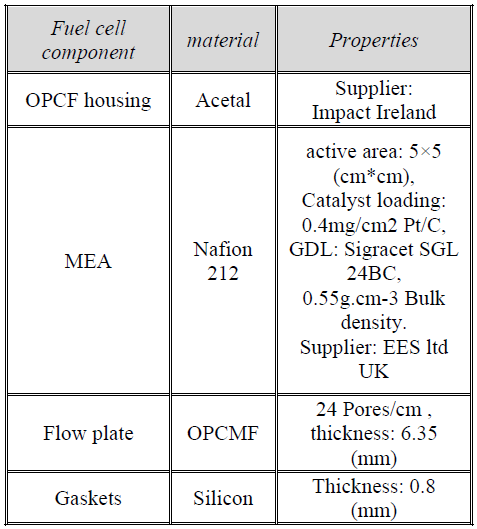 Fuel cell
component
material
Properties
OPCF housing
Acetal
Supplier:
Impact Ireland
MEA
Nafion
212
active area: 5×5
(cm*cm),
Catalyst loading:
0.4mg/cm2 Pt/C,
GDL: Sigracet SGL
24BC,
0.55g.cm-3 Bulk
density.
Supplier: EES ltd
UK
Flow plate
OPCMF
24 Pores/cm ,
thickness: 6.35
(mm)
Gaskets
Silicon
Thickness: 0.8
(mm)